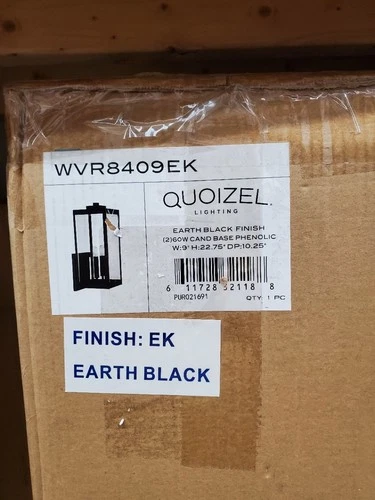 WVR8409EK
QUOIZEL.
LIGHTING
EARTH BLACK FINISH
(2)60W CAND BASE PHENOLIC
W:9" H:22.75" DP:10.25"
6 11728 32118 8
PUR021691 QTY: 1 PC
FINISH: EK
EARTH BLACK